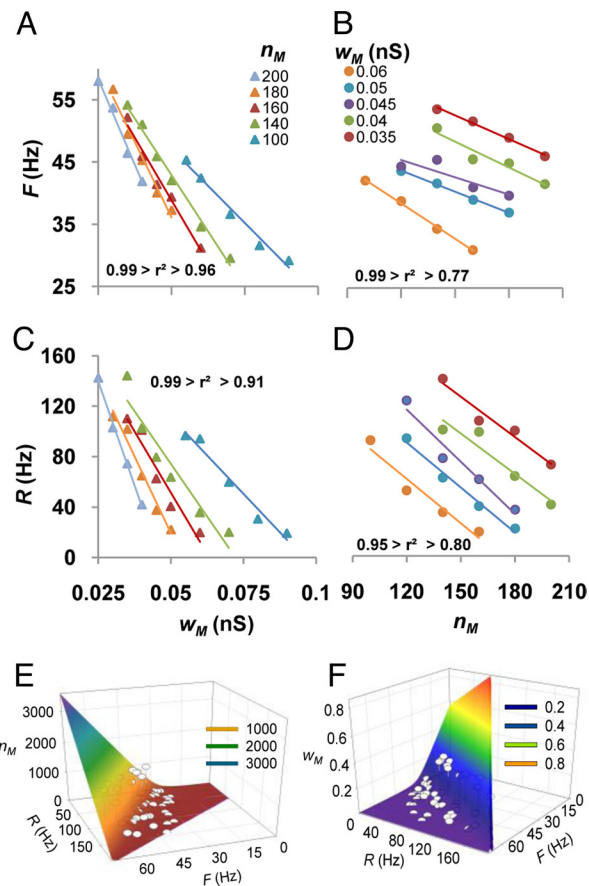 A
B
n_M
200
180
160
140
100
w_M (nS)
0.06
0.05
0.045
0.04
0.035
F (Hz)
55
45
35
25
0.99 > r² > 0.96
0.99 > r² > 0.77
C
D
R (Hz)
160
120
80
40
0
0.99 > r² > 0.91
0.95 > r² > 0.80
0.025 0.05 0.075 0.1
w_M (nS)
90 120 150 180 210
n_M
E
F
n_M
3000
2000
1000
0
R (Hz)
50
100
150
60 45 30 15 0
F (Hz)
1000
2000
3000
w_M
0.8
0.6
0.4
0.2
0 40 80 120 160
R (Hz)
60 45 30 15 0
F (Hz)
0.2
0.4
0.6
0.8